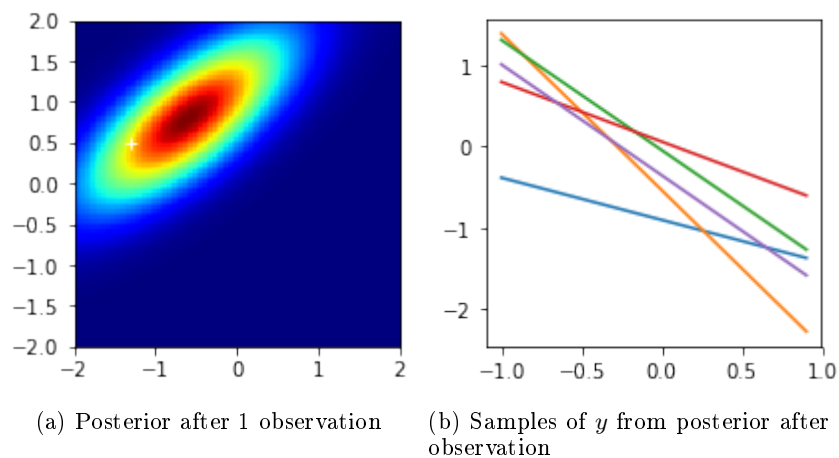 2.0
1.5
1.0
0.5
0.0
−0.5
−1.0
−1.5
−2.0
−2 −1 0 1 2
1
0
−1
−2
−1.0 −0.5 0.0 0.5 1.0
(a) Posterior after 1 observation
(b) Samples of y from posterior after
observation